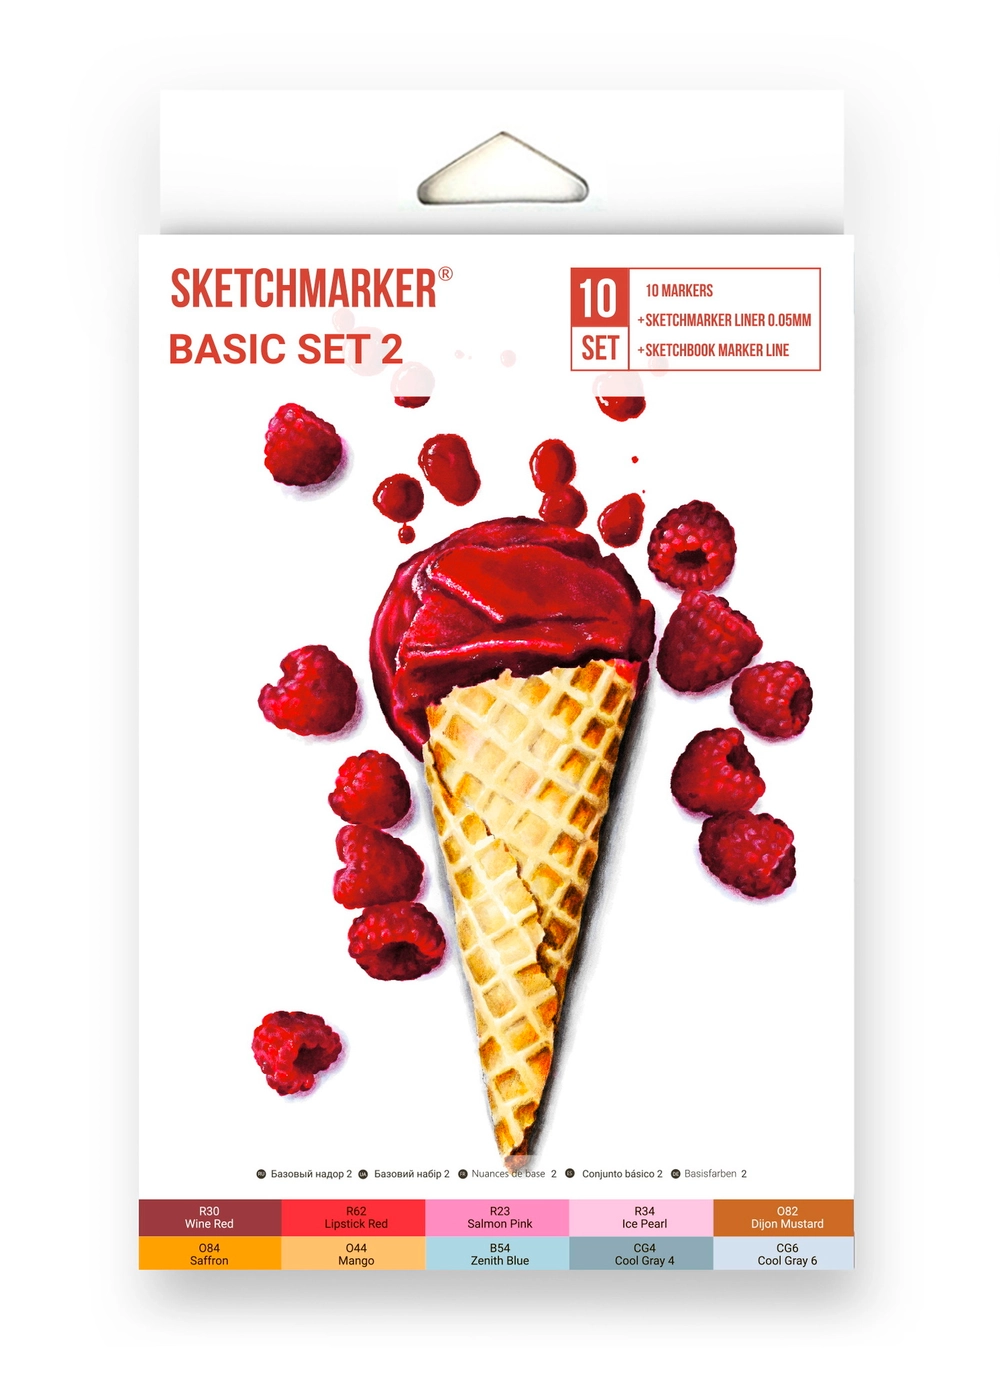 SKETCHMARKER®
BASIC SET 2
10
SET
10 MARKERS
+SKETCHMARKER LINER 0.05MM
+SKETCHBOOK MARKER LINE
RU Базовый надор 2 UA Базовий набір 2 FR Nuances de base 2 ES Conjunto básico 2 DE Basisfarben 2
R30
Wine Red
R62
Lipstick Red
R23
Salmon Pink
R34
Ice Pearl
O82
Dijon Mustard
O84
Saffron
O44
Mango
B54
Zenith Blue
CG4
Cool Gray 4
CG6
Cool Gray 6